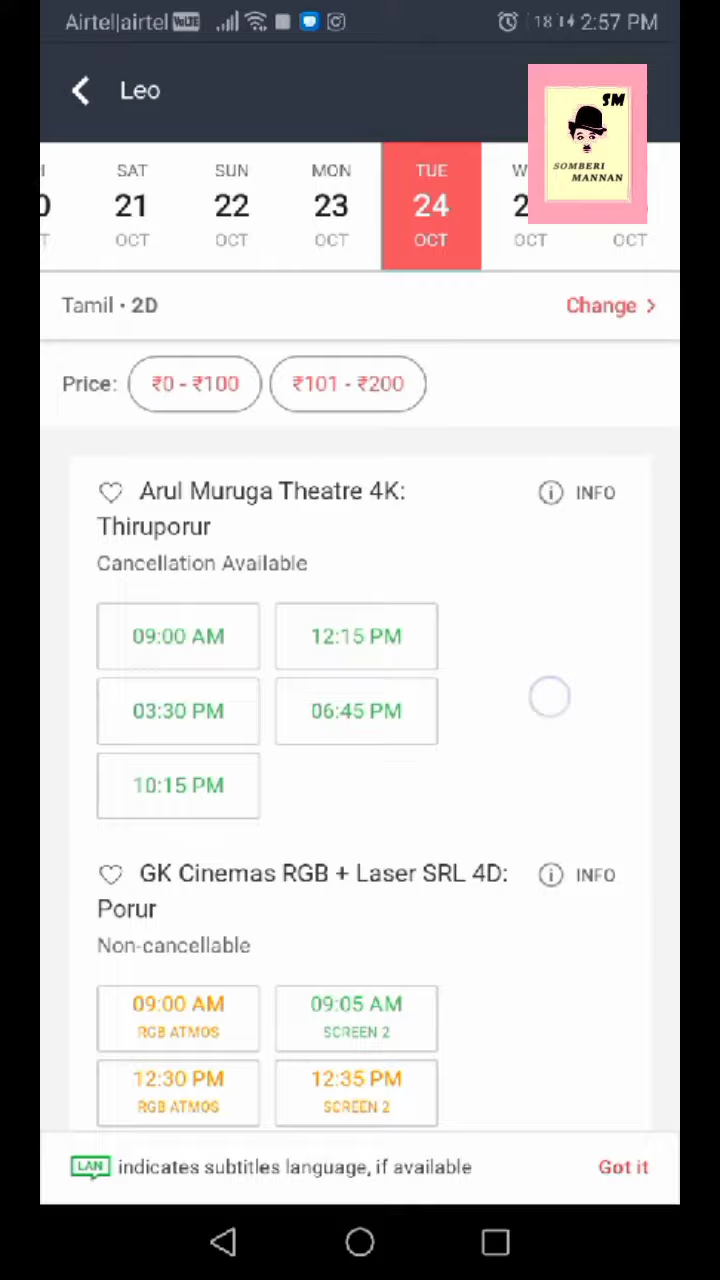 Airtel|airtel VoLTE 18:14 2:57 PM
Leo
SM
SOMBERI
MANNAN
SAT SUN MON TUE
21 22 23 24
OCT OCT OCT OCT OCT OCT
Tamil • 2D Change >
Price: ₹0 - ₹100 ₹101 - ₹200
Arul Muruga Theatre 4K: INFO
Thiruporur
Cancellation Available
09:00 AM 12:15 PM
03:30 PM 06:45 PM
10:15 PM
GK Cinemas RGB + Laser SRL 4D: INFO
Porur
Non-cancellable
09:00 AM 09:05 AM
RGB ATMOS SCREEN 2
12:30 PM 12:35 PM
RGB ATMOS SCREEN 2
LAN indicates subtitles language, if available Got it